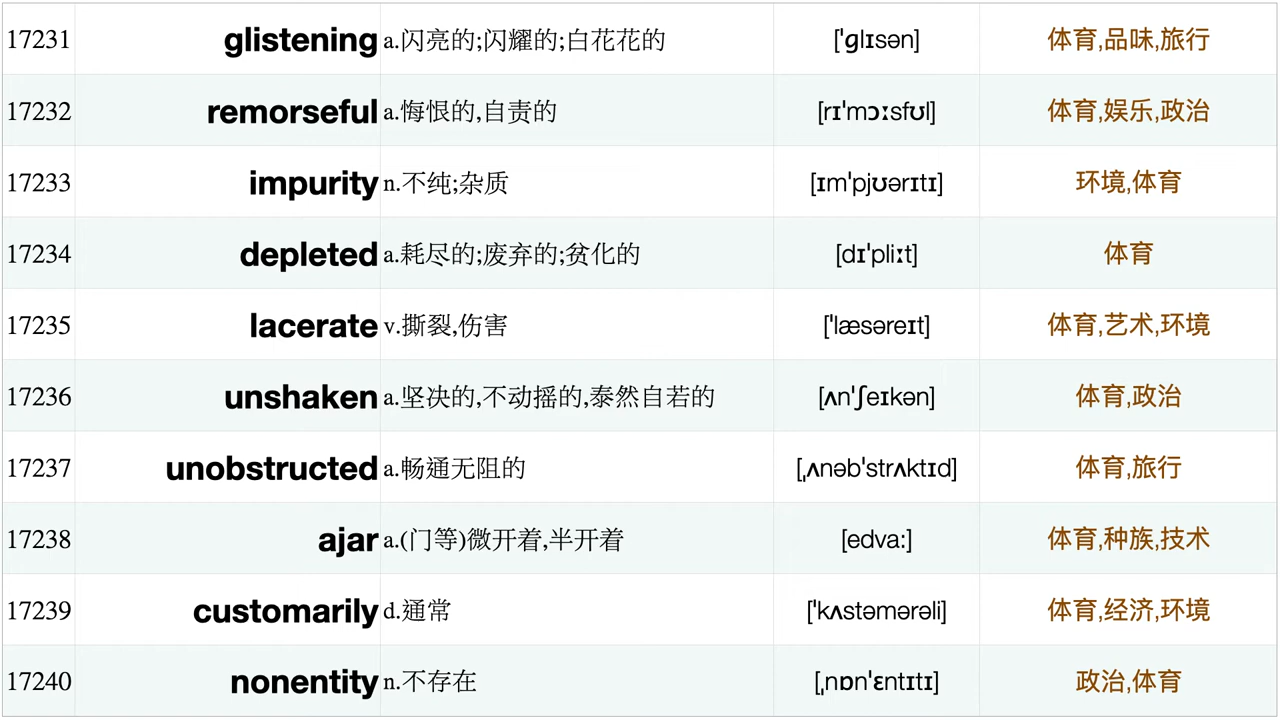 17231 glistening a.闪亮的;闪耀的;白花花的 [ˈɡlɪsən] 体育,品味,旅行
17232 remorseful a.悔恨的,自责的 [rɪˈmɔːsfʊl] 体育,娱乐,政治
17233 impurity n.不纯;杂质 [ɪmˈpjʊərɪtɪ] 环境,体育
17234 depleted a.耗尽的;废弃的;贫化的 [dɪˈpliːt] 体育
17235 lacerate v.撕裂,伤害 [ˈlæsəreɪt] 体育,艺术,环境
17236 unshaken a.坚决的,不动摇的,泰然自若的 [ʌnˈʃeɪkən] 体育,政治
17237 unobstructed a.畅通无阻的 [ˌʌnəbˈstrʌktɪd] 体育,旅行
17238 ajar a.(门等)微开着,半开着 [edva:] 体育,种族,技术
17239 customarily d.通常 [ˈkʌstəmərəli] 体育,经济,环境
17240 nonentity n.不存在 [ˌnɒnˈɛntɪtɪ] 政治,体育